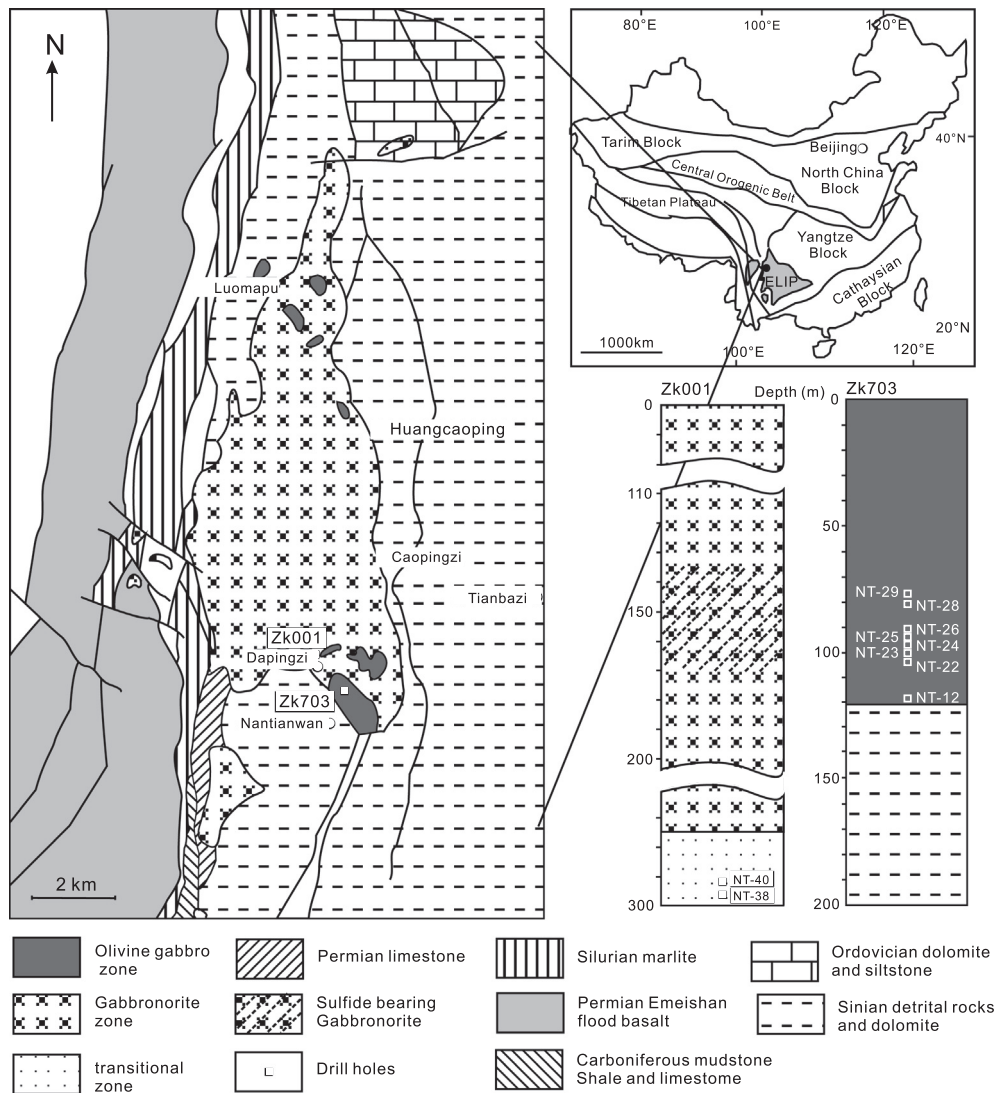 N
Luomapu
Huangcaoping
Caopingzi
Tianbazi
Zk001
Dapingzi
Zk703
Nantianwan
2 km
80°E
100°E
120°E
40°N
Tarim Block
Beijing
North China
Block
Central Orogenic Belt
Tibetan Plateau
Yangtze
Block
ELIP
Cathaysian
Block
20°N
1000km
100°E
120°E
Zk001
Depth (m)
Zk703
0
110
150
200
300
NT-40
NT-38
0
50
100
150
200
NT-29
NT-28
NT-26
NT-25
NT-24
NT-23
NT-22
NT-12
Olivine gabbro
zone
Permian limestone
Silurian marlite
Ordovician dolomite
and siltstone
Gabbronorite
zone
Sulfide bearing
Gabbronorite
Permian Emeishan
flood basalt
Sinian detrital rocks
and dolomite
transitional
zone
Drill holes
Carboniferous mudstone
Shale and limestome